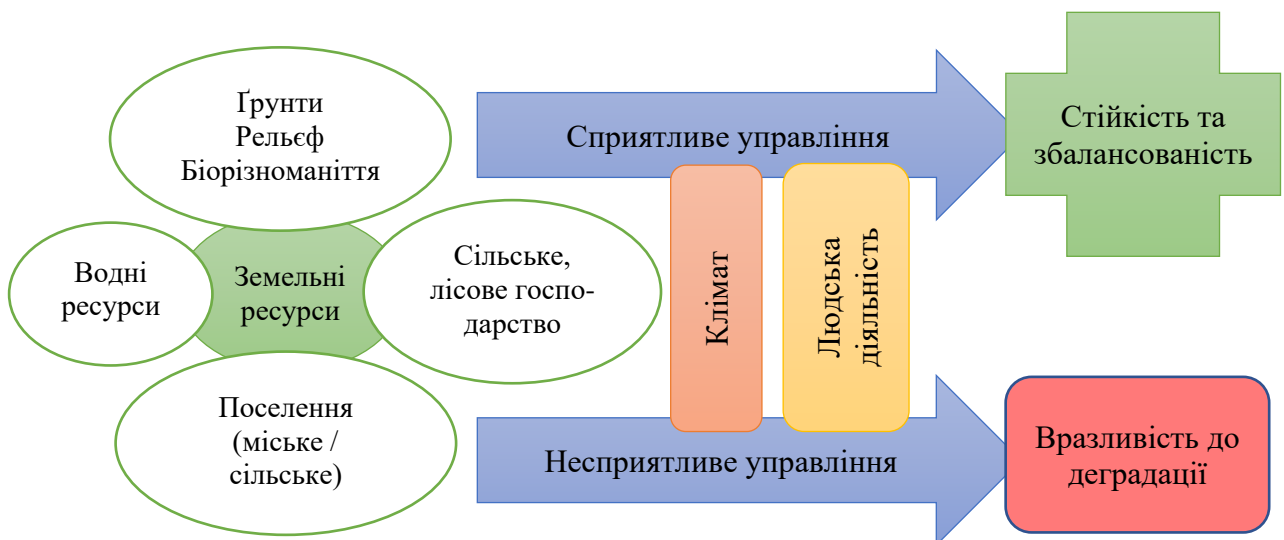 Ґрунти
Рельєф
Біорізноманіття
Водні
ресурси
Земельні
ресурси
Сільське,
лісове госпо-
дарство
Поселення
(міське /
сільське)
Сприятливе управління
Клімат
Людська
діяльність
Несприятливе управління
Стійкість та
збалансованість
Вразливість до
деградації